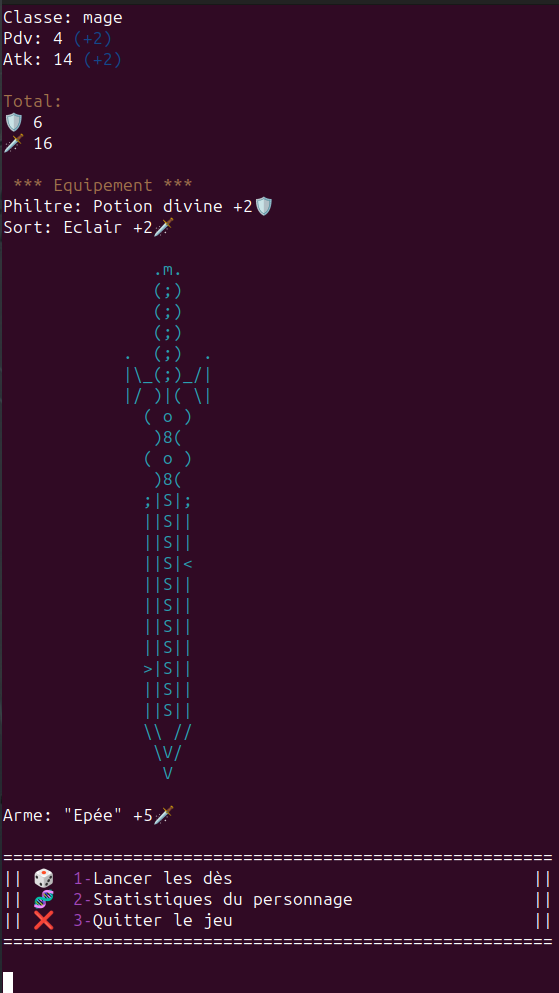 Classe: mage
Pdv: 4 (+2)
Atk: 14 (+2)
Total:
🛡️ 6
🗡️ 16
*** Equipement ***
Philtre: Potion divine +2🛡️
Sort: Eclair +2🗡️
.m.
(;)
(;)
(;)
.  (;)  .
|\_(;)_/|
|/ )|( \|
( o )
)8(
( o )
)8(
;|S|;
||S||
||S||
||S|<
||S||
||S||
||S||
||S||
>|S||
||S||
||S||
\\ //
\V/
V
Arme: "Epée" +5🗡️
=======================================================
|| 🎲  1-Lancer les dès ||
|| 🧬  2-Statistiques du personnage ||
|| ❌  3-Quitter le jeu ||
=======================================================